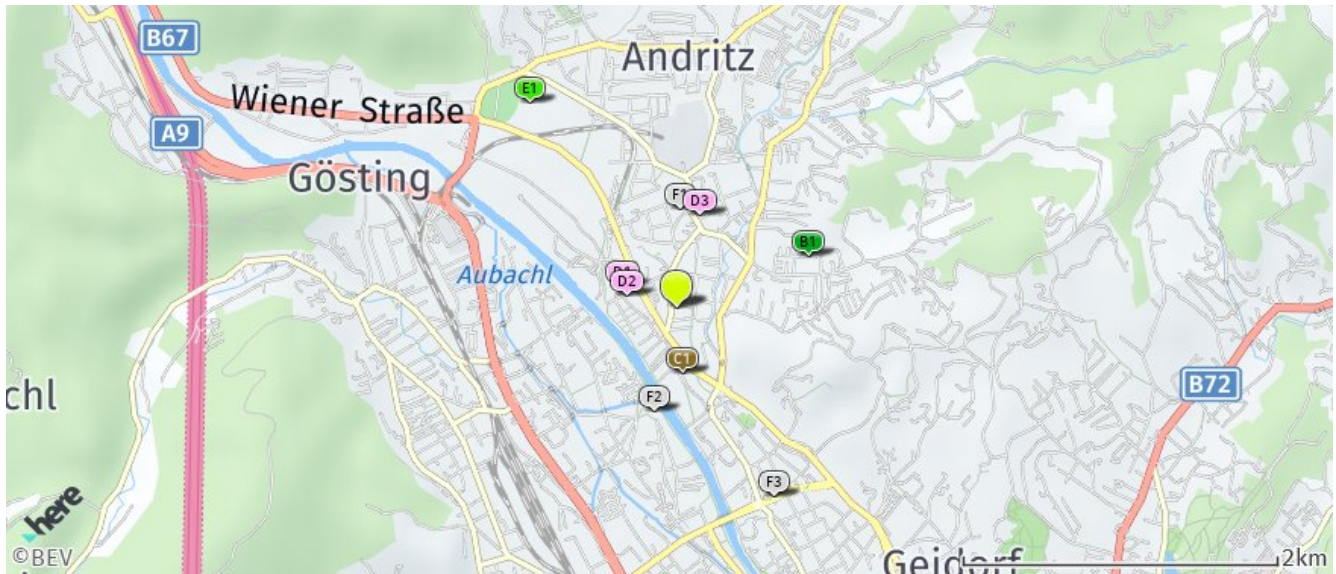 B67
Andritz
E1
Wiener Straße
A9
Gösting
D3
B1
Aubachl
D2
C1
B72
chl
F2
F3
here
©BEV
Geidorf
2km